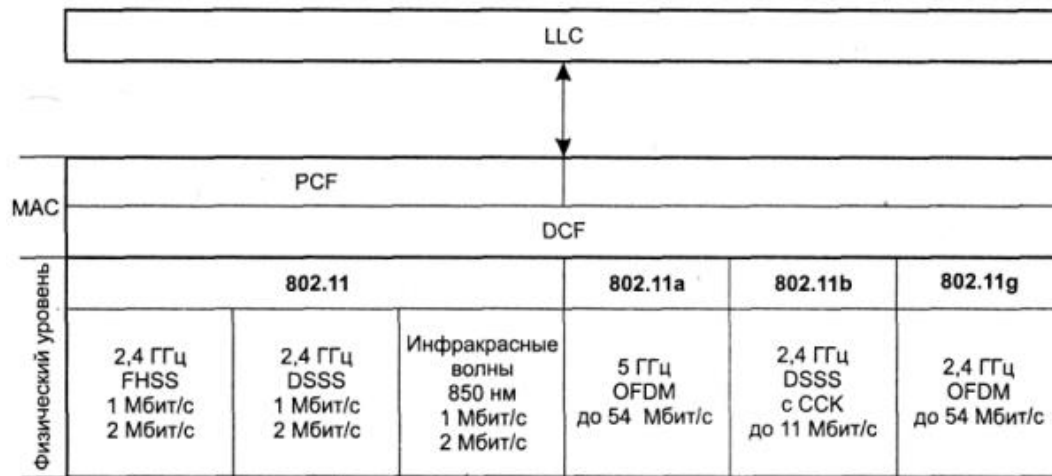 LLC
PCF
MAC
DCF
Физический уровень
802.11
802.11a
802.11b
802.11g
2,4 ГГц
FHSS
1 Мбит/с
2 Мбит/с
2,4 ГГц
DSSS
1 Мбит/с
2 Мбит/с
Инфракрасные
волны
850 нм
1 Мбит/с
2 Мбит/с
5 ГГц
OFDM
до 54 Мбит/с
2,4 ГГц
DSSS
с CCK
до 11 Мбит/с
2,4 ГГц
OFDM
до 54 Мбит/с